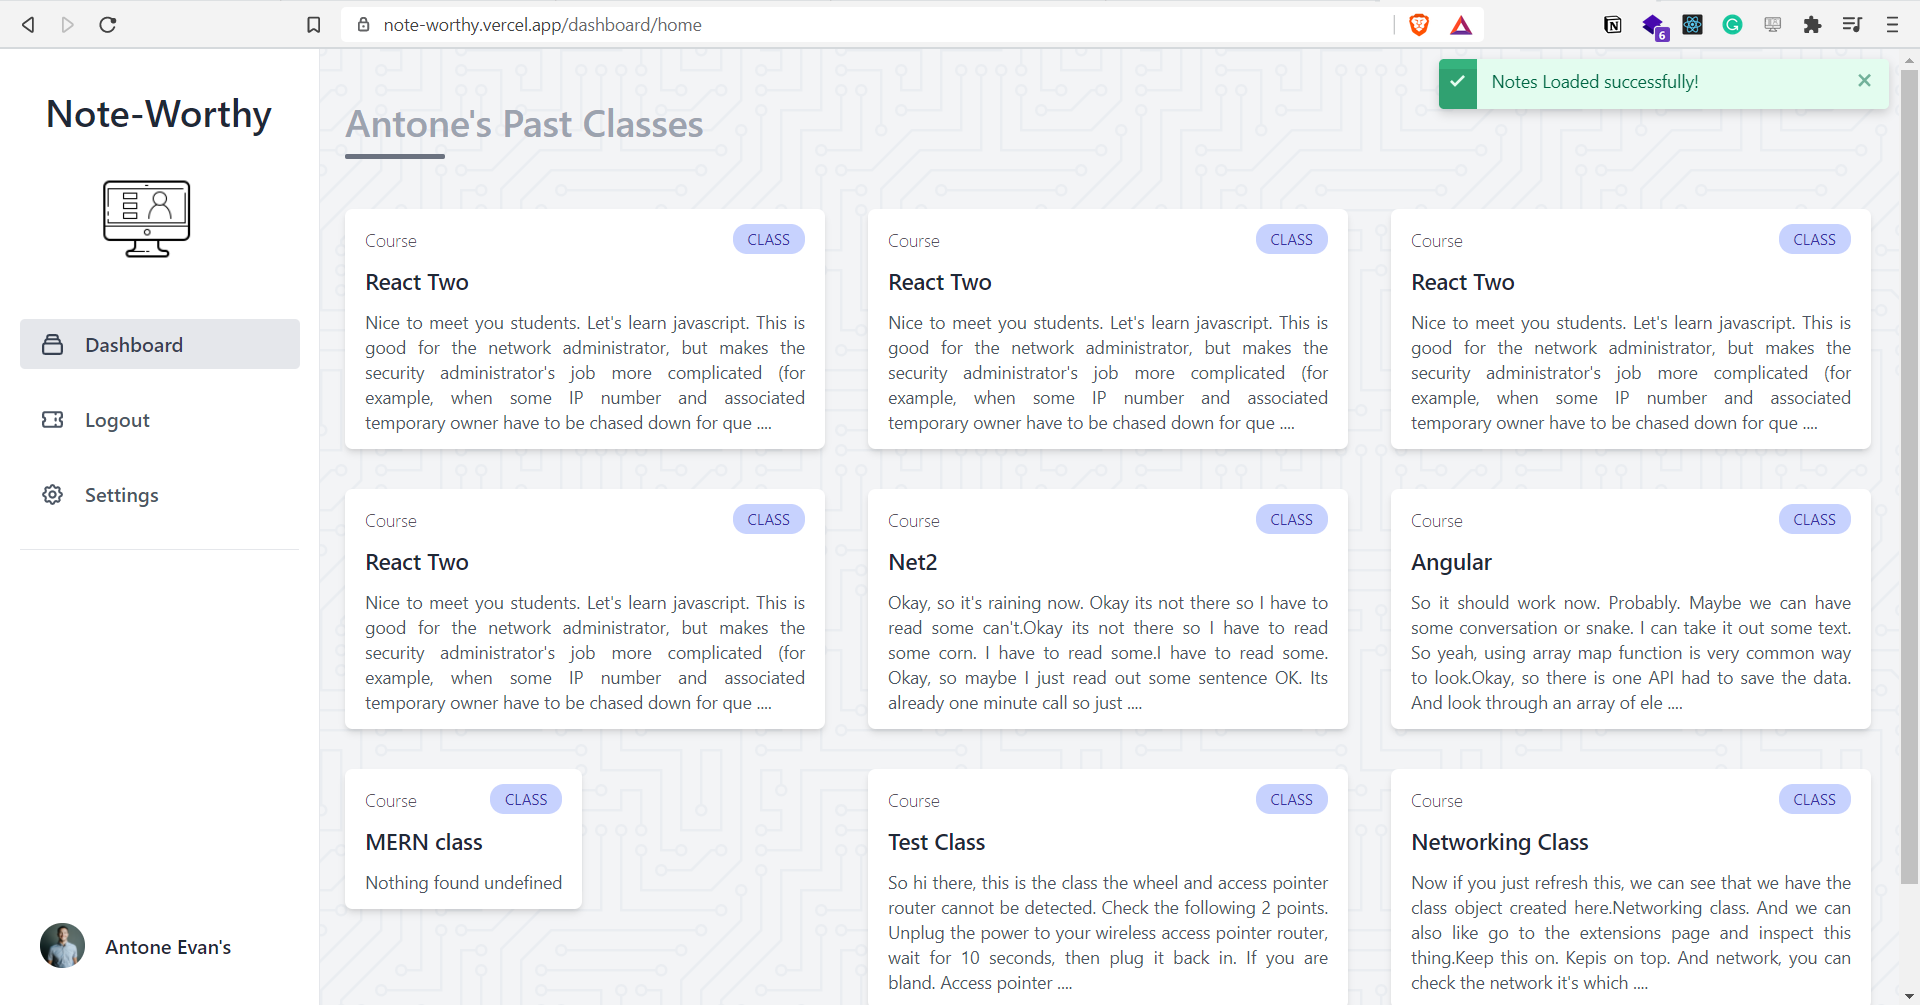 note-worthy.vercel.app/dashboard/home
6
Note-Worthy
Dashboard
Logout
Settings
Antone Evan's
Notes Loaded successfully!
Antone's Past Classes
Course
CLASS
React Two
Nice to meet you students. Let's learn javascript. This is
good for the network administrator, but makes the
security administrator's job more complicated (for
example, when some IP number and associated
temporary owner have to be chased down for que ....
Course
CLASS
React Two
Nice to meet you students. Let's learn javascript. This is
good for the network administrator, but makes the
security administrator's job more complicated (for
example, when some IP number and associated
temporary owner have to be chased down for que ....
Course
CLASS
React Two
Nice to meet you students. Let's learn javascript. This is
good for the network administrator, but makes the
security administrator's job more complicated (for
example, when some IP number and associated
temporary owner have to be chased down for que ....
Course
CLASS
React Two
Nice to meet you students. Let's learn javascript. This is
good for the network administrator, but makes the
security administrator's job more complicated (for
example, when some IP number and associated
temporary owner have to be chased down for que ....
Course
CLASS
Net2
Okay, so it's raining now. Okay its not there so I have to
read some can't.Okay its not there so I have to read
some corn. I have to read some.I have to read some.
Okay, so maybe I just read out some sentence OK. Its
already one minute call so just ....
Course
CLASS
Angular
So it should work now. Probably. Maybe we can have
some conversation or snake. I can take it out some text.
So yeah, using array map function is very common way
to look.Okay, so there is one API had to save the data.
And look through an array of ele ....
Course
CLASS
MERN class
Nothing found undefined
Course
CLASS
Test Class
So hi there, this is the class the wheel and access pointer
router cannot be detected. Check the following 2 points.
Unplug the power to your wireless access pointer router,
wait for 10 seconds, then plug it back in. If you are
bland. Access pointer ....
Course
CLASS
Networking Class
Now if you just refresh this, we can see that we have the
class object created here.Networking class. And we can
also like go to the extensions page and inspect this
thing.Keep this on. Kepis on top. And network, you can
check the network it's which ....